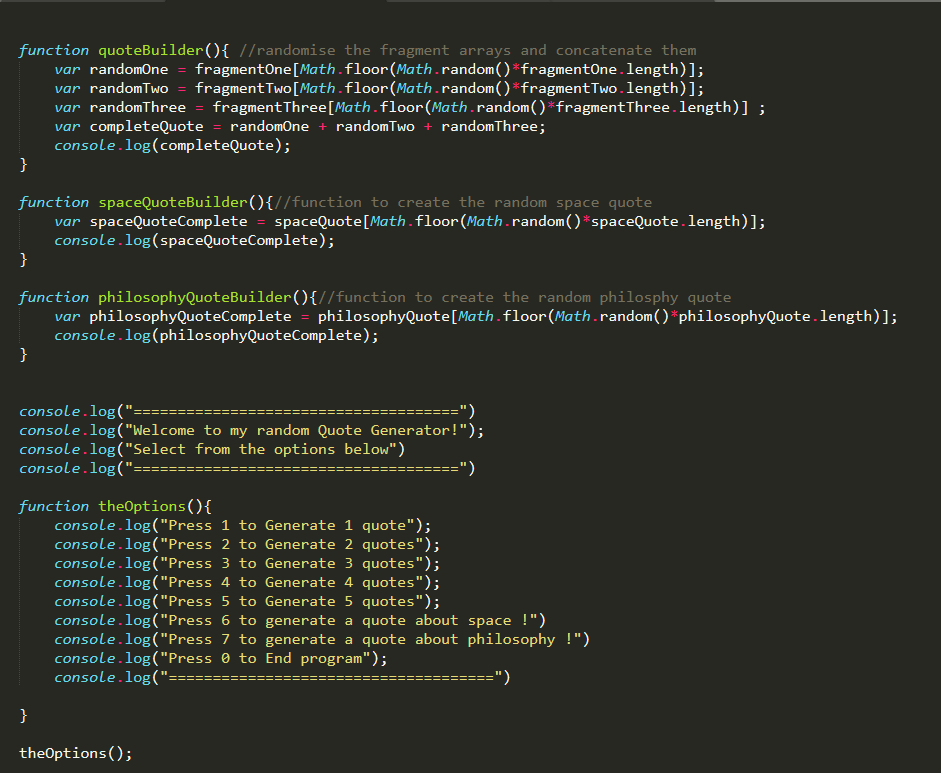 function quoteBuilder(){ //randomise the fragment arrays and concatenate them
    var randomOne = fragmentOne[Math.floor(Math.random()*fragmentOne.length)];
    var randomTwo = fragmentTwo[Math.floor(Math.random()*fragmentTwo.length)];
    var randomThree = fragmentThree[Math.floor(Math.random()*fragmentThree.length)] ;
    var completeQuote = randomOne + randomTwo + randomThree;
    console.log(completeQuote);
}

function spaceQuoteBuilder(){//function to create the random space quote
    var spaceQuoteComplete = spaceQuote[Math.floor(Math.random()*spaceQuote.length)];
    console.log(spaceQuoteComplete);
}

function philosophyQuoteBuilder(){//function to create the random philosphy quote
    var philosophyQuoteComplete = philosophyQuote[Math.floor(Math.random()*philosophyQuote.length)];
    console.log(philosophyQuoteComplete);
}

console.log("=====================================")
console.log("Welcome to my random Quote Generator!");
console.log("Select from the options below")
console.log("=====================================")

function theOptions(){
    console.log("Press 1 to Generate 1 quote");
    console.log("Press 2 to Generate 2 quotes");
    console.log("Press 3 to Generate 3 quotes");
    console.log("Press 4 to Generate 4 quotes");
    console.log("Press 5 to Generate 5 quotes");
    console.log("Press 6 to generate a quote about space !")
    console.log("Press 7 to generate a quote about philosophy !")
    console.log("Press 0 to End program");
    console.log("=====================================")

}

theOptions();